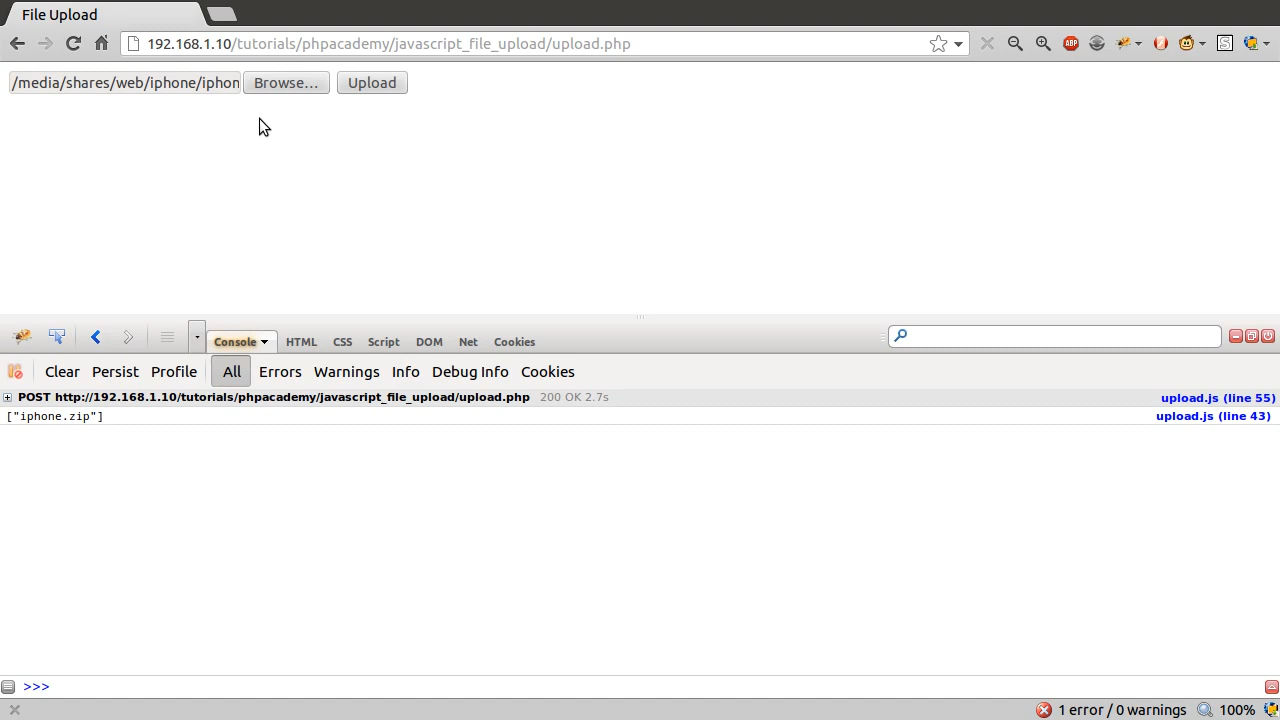 File Upload
192.168.1.10/tutorials/phpacademy/javascript_file_upload/upload.php
ABP
S
/media/shares/web/iphone/iphon Browse... Upload
Console HTML CSS Script DOM Net Cookies
Clear Persist Profile All Errors Warnings Info Debug Info Cookies
POST http://192.168.1.10/tutorials/phpacademy/javascript_file_upload/upload.php 200 OK 2.7s upload.js (line 55)
["iphone.zip"] upload.js (line 43)
>>>
1 error / 0 warnings 100%